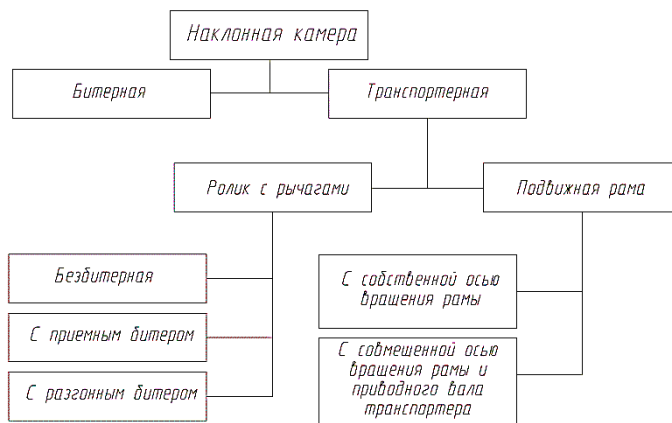 Наклонная камера
Битерная
Транспортерная
Ролик с рычагами
Подвижная рама
Безбитерная
С приемным битером
С разгонным битером
С собственной осью
вращения рамы
С совмещенной осью
вращения рамы и
приводного вала
транспортера